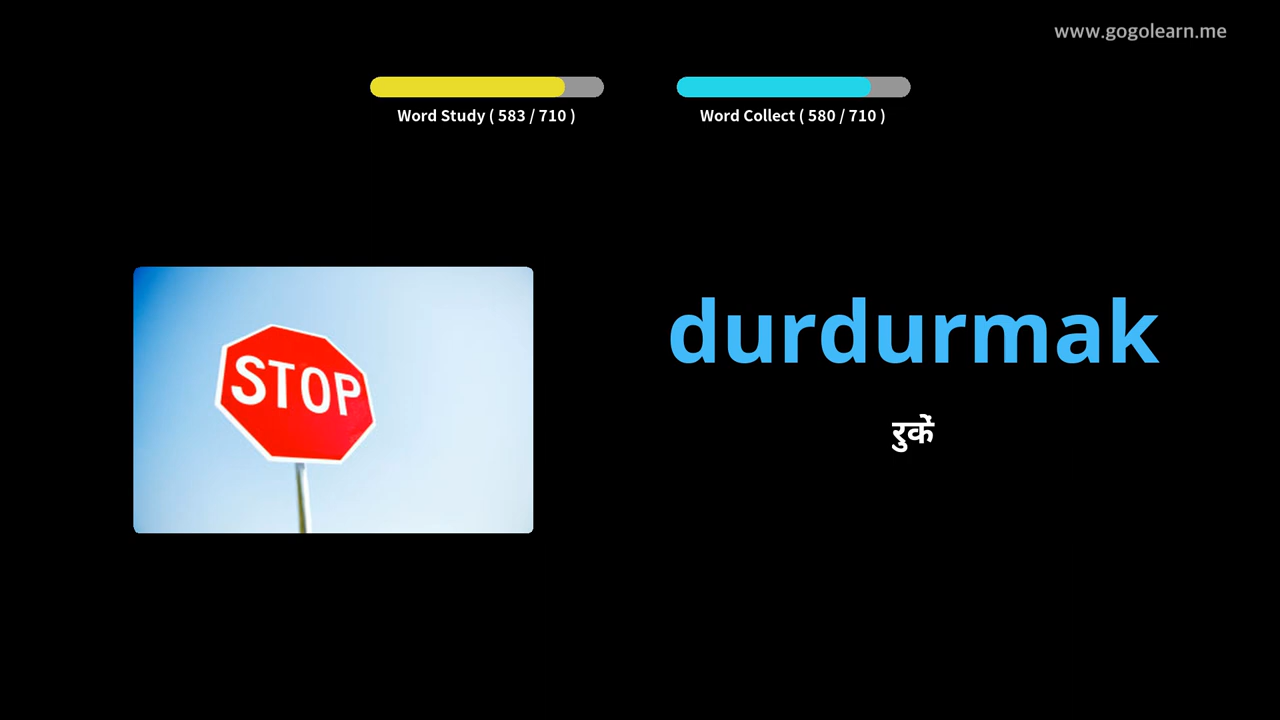 www.gogolearn.me
Word Study ( 583 / 710 )
Word Collect ( 580 / 710 )
STOP
durdurmak
रुकें